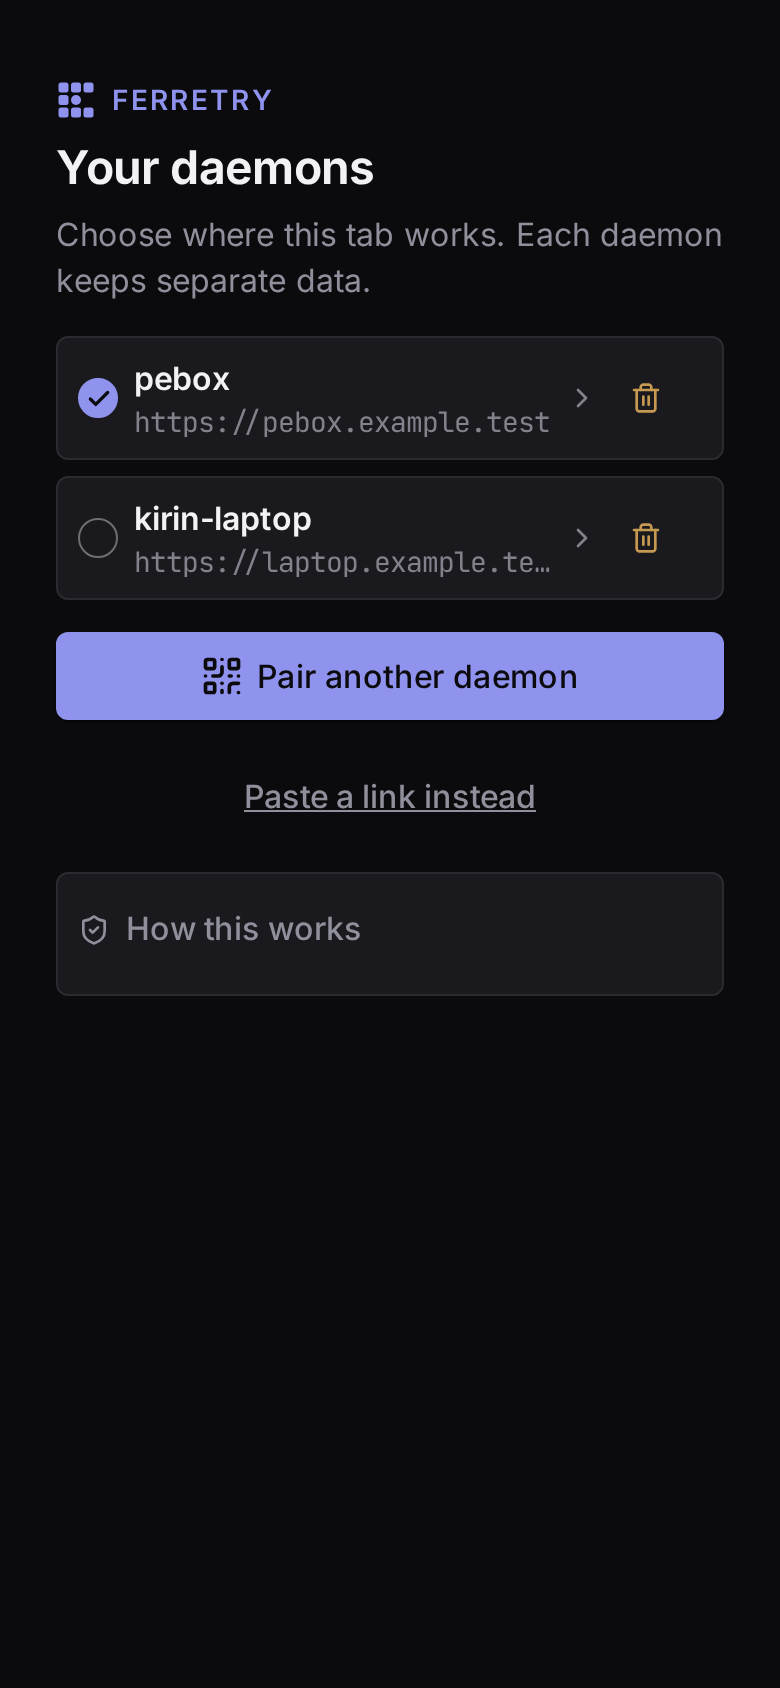 FERRETRY
Your daemons
Choose where this tab works. Each daemon
keeps separate data.
pebox
https://pebox.example.test
kirin-laptop
https://laptop.example.te…
Pair another daemon
Paste a link instead
How this works